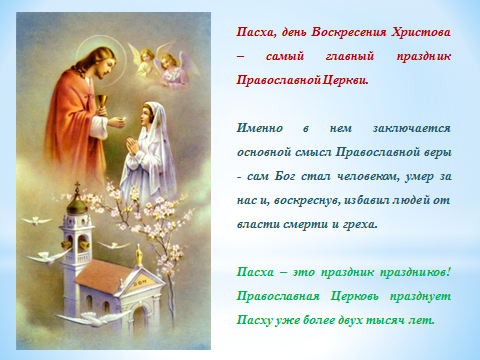 Пасха, день Воскресения Христова
– самый главный праздник
Православной Церкви.
Именно в нем заключается
основной смысл Православной веры
- сам Бог стал человеком, умер за
нас и, воскреснув, избавил людей от
власти смерти и греха.
Пасха – это праздник праздников!
Православная Церковь празднует
Пасху уже более двух тысяч лет.